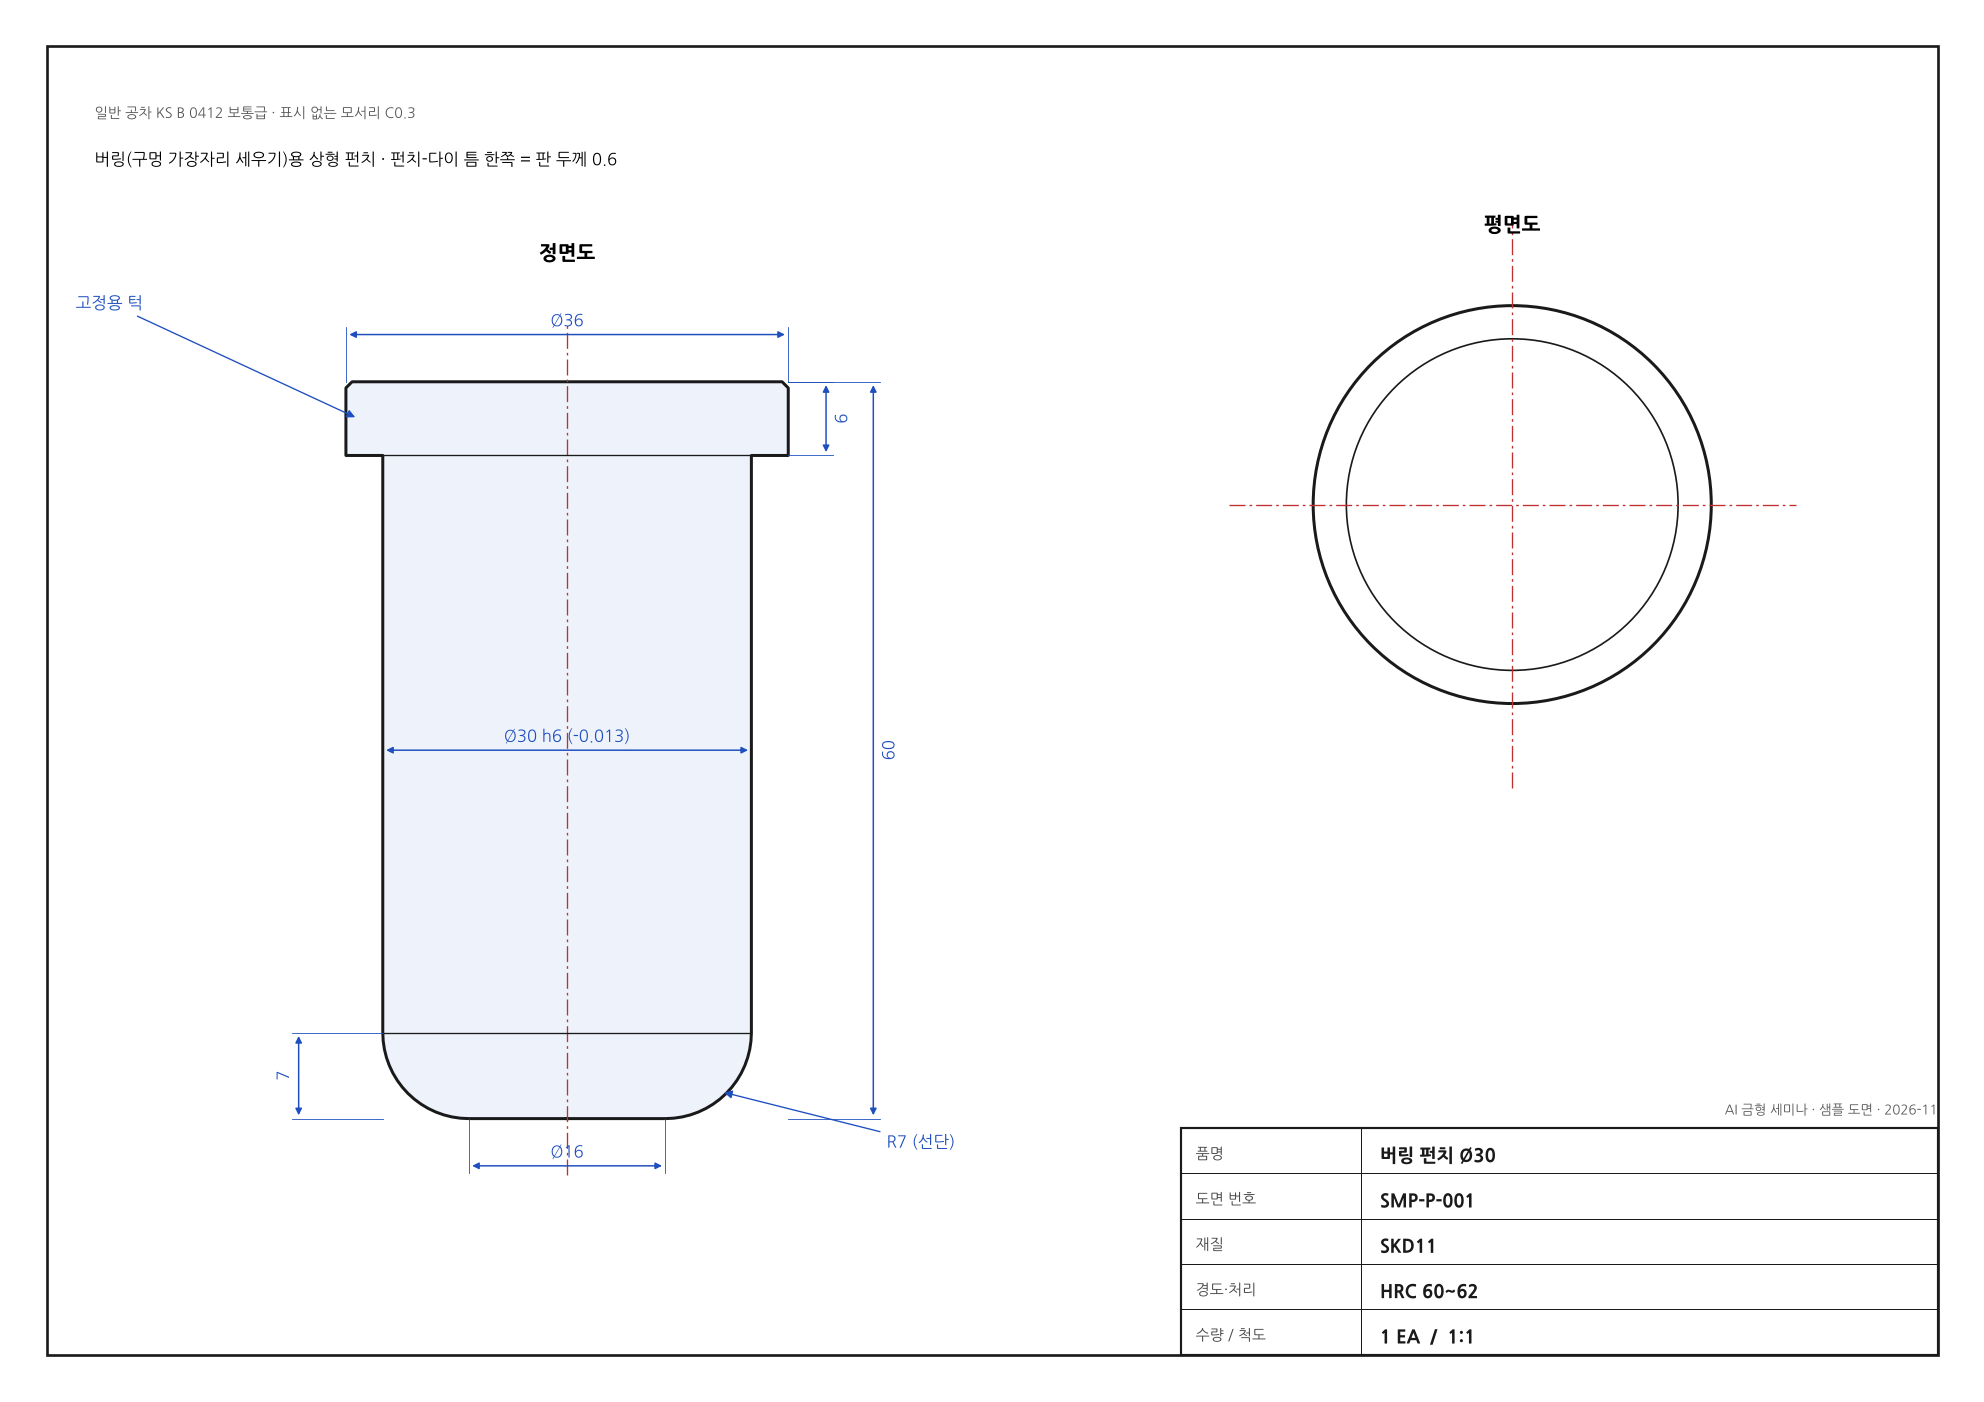 일반 공차 KS B 0412 보통급 · 표시 없는 모서리 C0.3
버링(구멍 가장자리 세우기)용 상형 펀치 · 펀치-다이 틈 한쪽 = 판 두께 0.6
평면도
정면도
고정용 턱
Ø36
6
Ø30 h6 (-0.013)
60
7
R7 (선단)
Ø16
AI 금형 세미나 · 샘플 도면 · 2026-11
품명 버링 펀치 Ø30
도면 번호 SMP-P-001
재질 SKD11
경도·처리 HRC 60~62
수량 / 척도 1 EA / 1:1